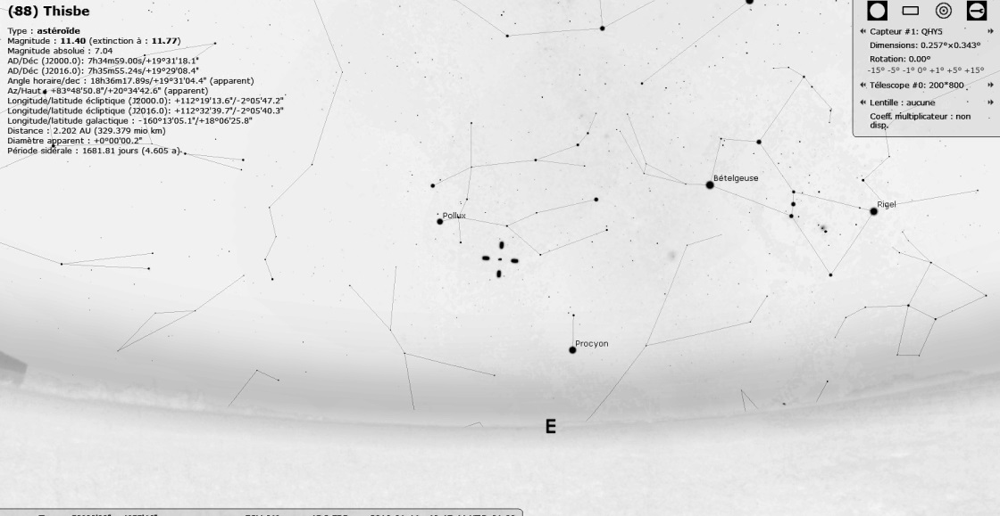 (88) Thisbe
Type : astéroïde
Magnitude : 11.40 (extinction à : 11.77)
Magnitude absolue : 7.04
AD/Déc (J2000.0): 7h34m59.00s/+19°31'18.1"
AD/Déc (J2016.0): 7h35m55.24s/+19°29'08.4"
Angle horaire/dec : 18h36m17.89s/+19°31'04.4" (apparent)
Az/Haut : +83°48'50.8"/+20°34'42.6" (apparent)
Longitude/latitude écliptique (J2000.0): +112°19'13.6"/-2°05'47.2"
Longitude/latitude écliptique (J2016.0): +112°32'39.7"/-2°05'40.3"
Longitude/latitude galactique : -160°13'05.1"/+18°06'25.8"
Distance : 2.202 AU (329.379 mio km)
Diamètre apparent : +0°00'00.2"
Période sidérale : 1681.81 jours (4.605 a)
Capteur #1: QHY5
Dimensions: 0.257°x0.343°
Rotation: 0.00°
-15° -5° -1° 0° +1° +5° +15°
Télescope #0: 200*800
Lentille : aucune
Coeff. multiplicateur : non
disp.
Bételgeuse
Rigel
Pollux
Procyon
E